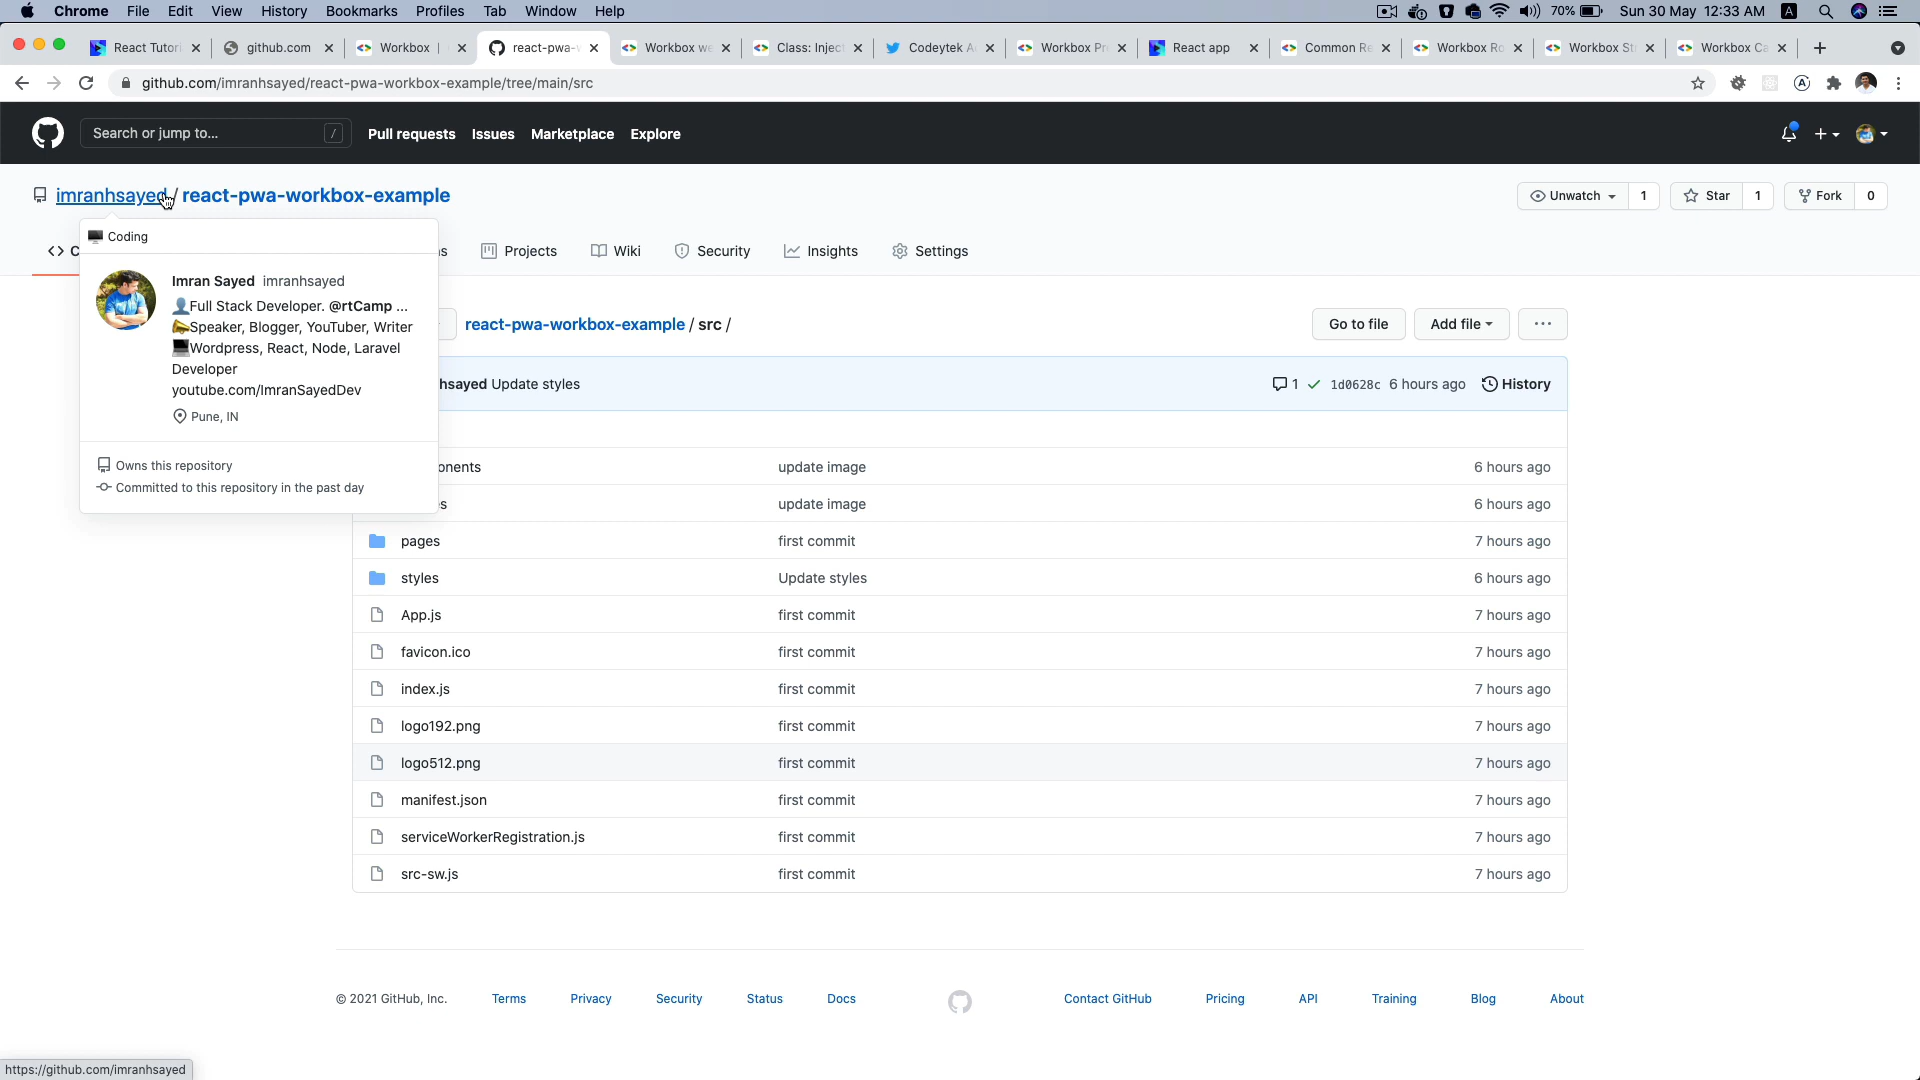 Chrome File Edit View History Bookmarks Profiles Tab Window Help 70% Sun 30 May 12:33 AM A
React Tutori github.com Workbox | react-pwa-v Workbox we Class: Inject Codeytek A Workbox Pr React app Common Re Workbox Ro Workbox St Workbox Ca
github.com/imranhsayed/react-pwa-workbox-example/tree/main/src
Search or jump to... / Pull requests Issues Marketplace Explore
imranhsayed / react-pwa-workbox-example Unwatch 1 Star 1 Fork 0
Coding
C s Projects Wiki Security Insights Settings
Imran Sayed imranhsayed
Full Stack Developer. @rtCamp ...
Speaker, Blogger, YouTuber, Writer
Wordpress, React, Node, Laravel
Developer
youtube.com/ImranSayedDev
Pune, IN
Owns this repository
Committed to this repository in the past day
react-pwa-workbox-example / src / Go to file Add file ...
hsayed Update styles 1 1d0628c 6 hours ago History
onents update image 6 hours ago
s update image 6 hours ago
pages first commit 7 hours ago
styles Update styles 6 hours ago
App.js first commit 7 hours ago
favicon.ico first commit 7 hours ago
index.js first commit 7 hours ago
logo192.png first commit 7 hours ago
logo512.png first commit 7 hours ago
manifest.json first commit 7 hours ago
serviceWorkerRegistration.js first commit 7 hours ago
src-sw.js first commit 7 hours ago
© 2021 GitHub, Inc. Terms Privacy Security Status Docs Contact GitHub Pricing API Training Blog About
https://github.com/imranhsayed